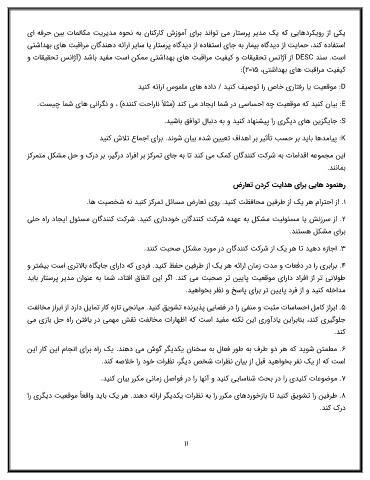 یکی از رویکردهایی که یک مدیر پرستار می تواند برای آموزش کارکنان به نحوه مدیریت مکالمات بین حرفه ای
استفاده کند، حمایت از دیدگاه بیمار به جای استفاده از دیدگاه پرستار یا سایر ارائه دهندگان مراقبت های بهداشتی
است. سند DESC از آژانس تحقیقات و کیفیت مراقبت های بهداشتی ممکن است مفید باشد (آژانس تحقیقات و
کیفیت مراقبت های بهداشتی، ۲۰۱۵):
D: موقعیت یا رفتاری خاص را توصیف کنید / داده های ملموس ارائه کنید
E: بیان کنید که موقعیت چه احساسی در شما ایجاد می کند (مثلاً ناراحت کننده) ، و نگرانی های شما چیست.
S: جایگزین های دیگری را پیشنهاد کنید و به دنبال توافق باشید.
K: پیامدها باید بر حسب تأثیر بر اهداف تعیین شده بیان شوند. برای اجماع تلاش کنید
این مجموعه اقدامات به شرکت کنندگان کمک می کند تا به جای تمرکز بر افراد درگیر، بر درک و حل مشکل متمرکز
بمانند.
رهنمود هایی برای هدایت کردن تعارض
۱. از احترام هر یک از طرفین محافظت کنید. روی تعارض مسائل تمرکز کنید نه شخصیت ها.
۲. از سرزنش یا مسئولیت مشکل به عهده شرکت کنندگان خودداری کنید. شرکت کنندگان مسئول ایجاد راه حلی
برای مشکل هستند.
۳. اجازه دهید تا هر یک از شرکت کنندگان در مورد مشکل صحبت کنند.
۴. برابری را در دفعات و مدت زمان ارائه هر یک از طرفین حفظ کنید. فردی که دارای جایگاه بالاتری است بیشتر و
طولانی تر از افراد دارای موقعیت پایین تر صحبت می کند. اگر این اتفاق افتاد، شما به عنوان مدیر پرستار باید
مداخله کنید و از فرد پایین تر برای پاسخ و نظر بخواهید.
۵. ابراز کامل احساسات مثبت و منفی را در فضایی پذیرنده تشویق کنید. میانجی تازه کار تمایل دارد از ابراز مخالفت
جلوگیری کند، بنابراین یادآوری این نکته مفید است که اظهارات مخالفت نقش مهمی در یافتن راه حل بازی می
کند.
۶. مطمئن شوید که هر دو طرف به طور فعال به سخنان یکدیگر گوش می دهند. یک راه برای انجام این کار این
است که از یک نفر بخواهید قبل از بیان نظرات شخص دیگر، نظرات خود را خلاصه کند.
۷. موضوعات کلیدی را در بحث شناسایی کنید و آنها را در فواصل زمانی مکرر بیان کنید.
۸. طرفین را تشویق کنید تا بازخوردهای مکرر را به نظرات یکدیگر ارائه دهند. هر یک باید واقعاً موقعیت دیگری را
درک کند.
۱۱